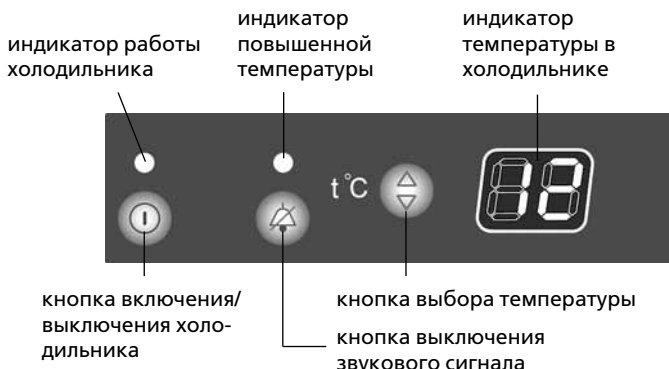 индикатор работы
холодильника
индикатор
повышенной
температуры
индикатор
температуры в
холодильнике
t°C
12
кнопка включения/
выключения холо-
дильника
кнопка выбора температуры
кнопка выключения
звукового сигнала